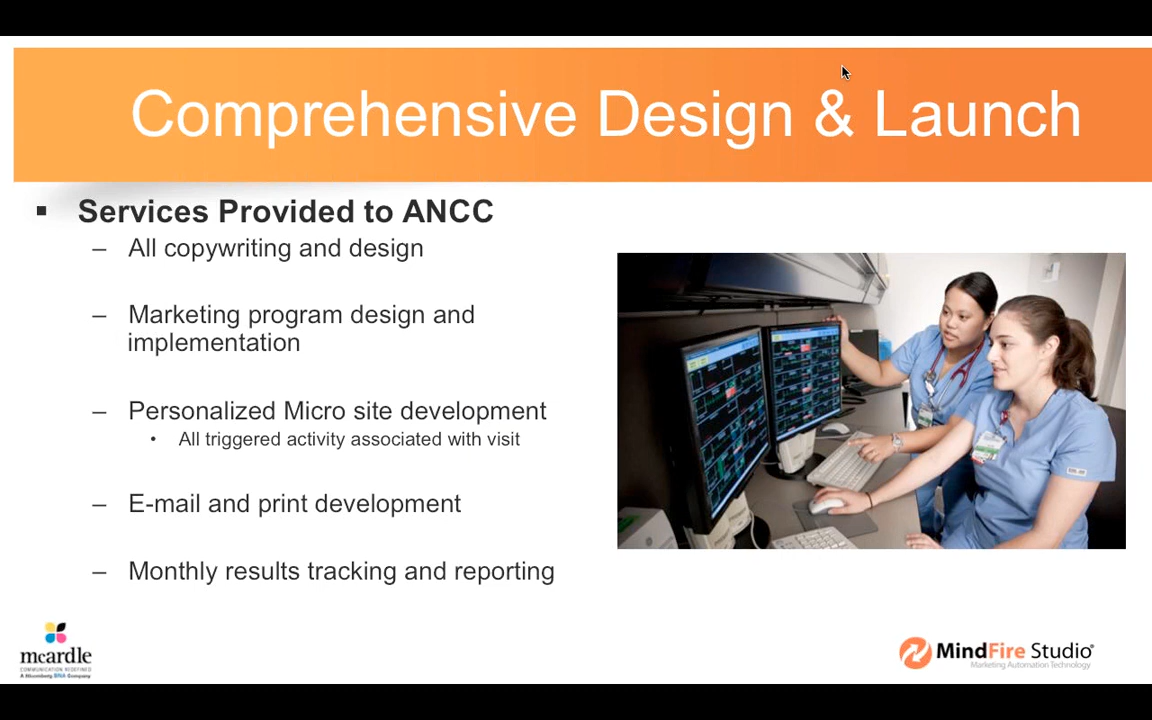 Comprehensive Design & Launch
▪ Services Provided to ANCC
– All copywriting and design
– Marketing program design and
implementation
– Personalized Micro site development
• All triggered activity associated with visit
– E-mail and print development
– Monthly results tracking and reporting
mcardle
COMMUNICATION REDEFINED
A Bloomberg BNA Company
MindFire Studio®
Marketing Automation Technology